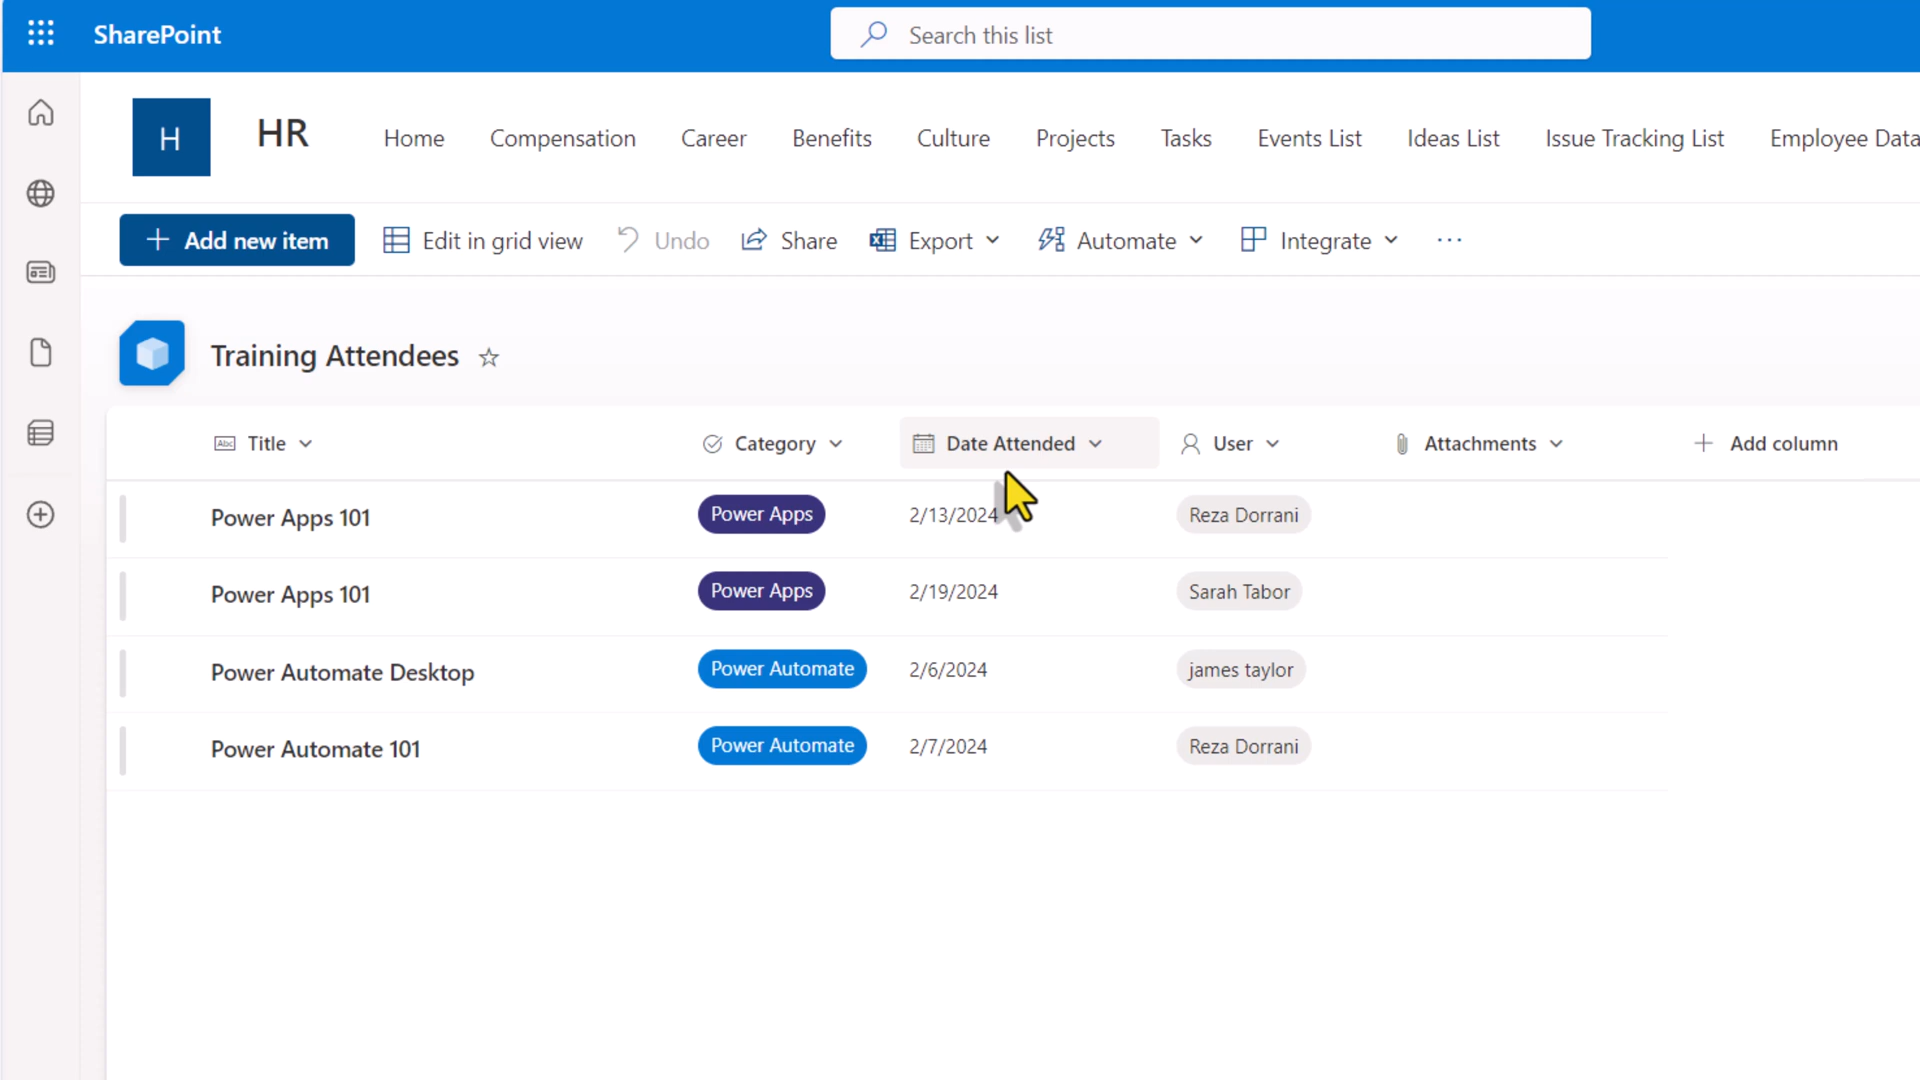 SharePoint
Search this list
H
HR
Home
Compensation
Career
Benefits
Culture
Projects
Tasks
Events List
Ideas List
Issue Tracking List
Employee Data
Add new item
Edit in grid view
Undo
Share
Export
Automate
Integrate
Training Attendees
Abc Title
Category
Date Attended
User
Attachments
Add column
Power Apps 101
Power Apps
2/13/2024
Reza Dorrani
Power Apps 101
Power Apps
2/19/2024
Sarah Tabor
Power Automate Desktop
Power Automate
2/6/2024
james taylor
Power Automate 101
Power Automate
2/7/2024
Reza Dorrani